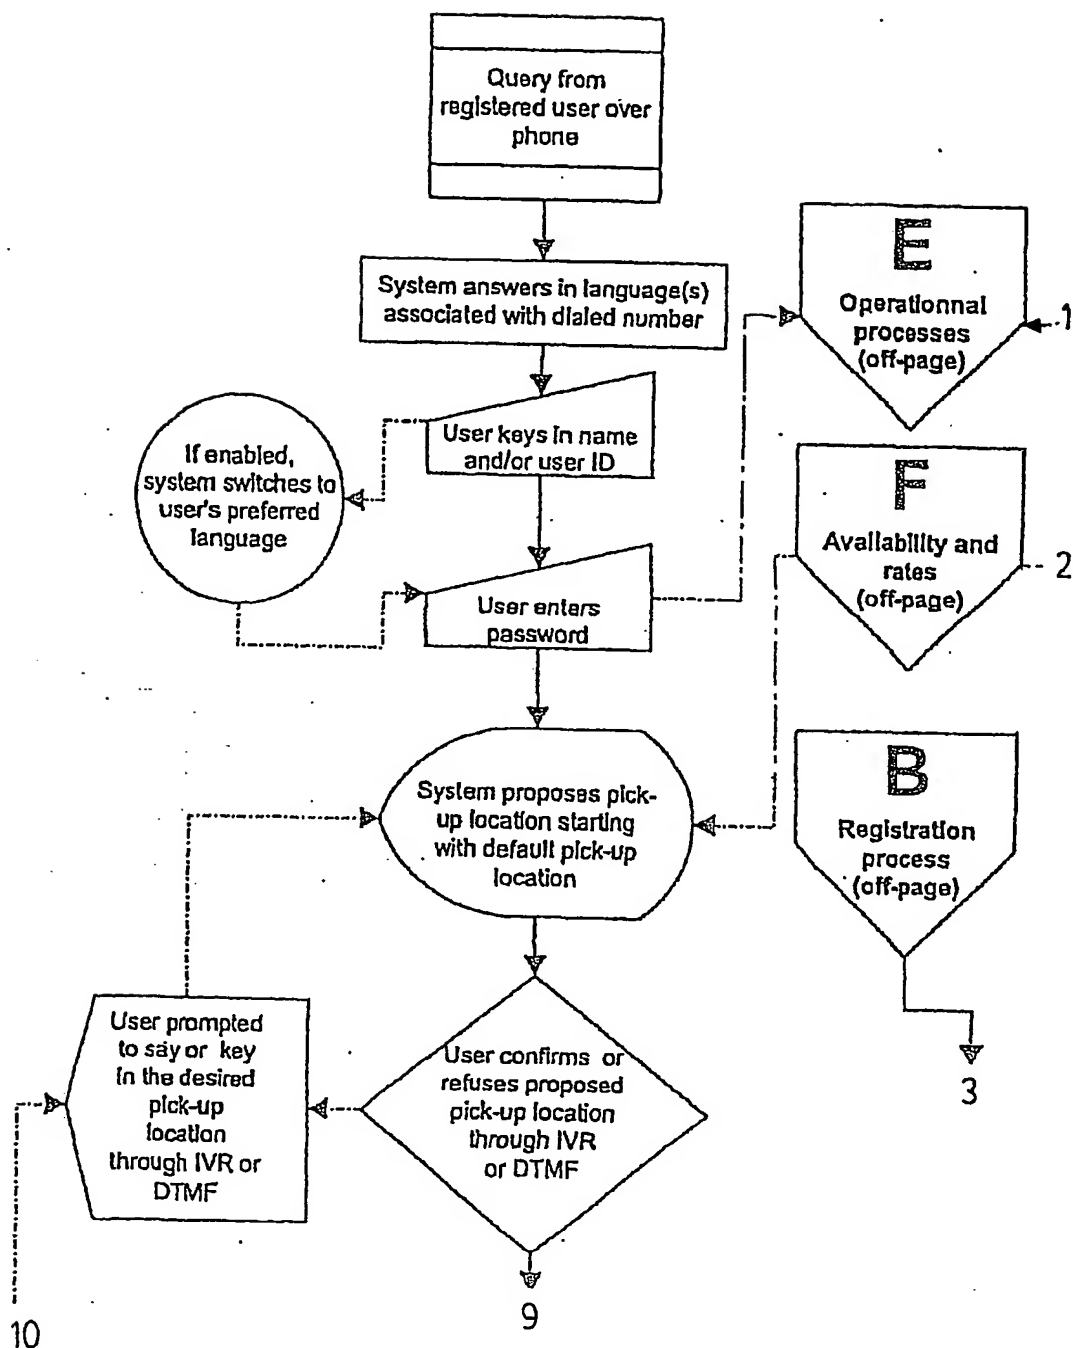 Query from
registered user over
phone
System answers in language(s)
associated with dialed number
E
Operationnal
processes
(off-page)
1
User keys in name
and/or user ID
If enabled,
system switches to
user's preferred
language
F
Availability and
rates
(off-page)
2
User enters
password
B
Registration
process
(off-page)
3
System proposes pick-
up location starting
with default pick-up
location
User prompted
to say or key
in the desired
pick-up
location
through IVR or
DTMF
User confirms or
refuses proposed
pick-up location
through IVR
or DTMF
9
10